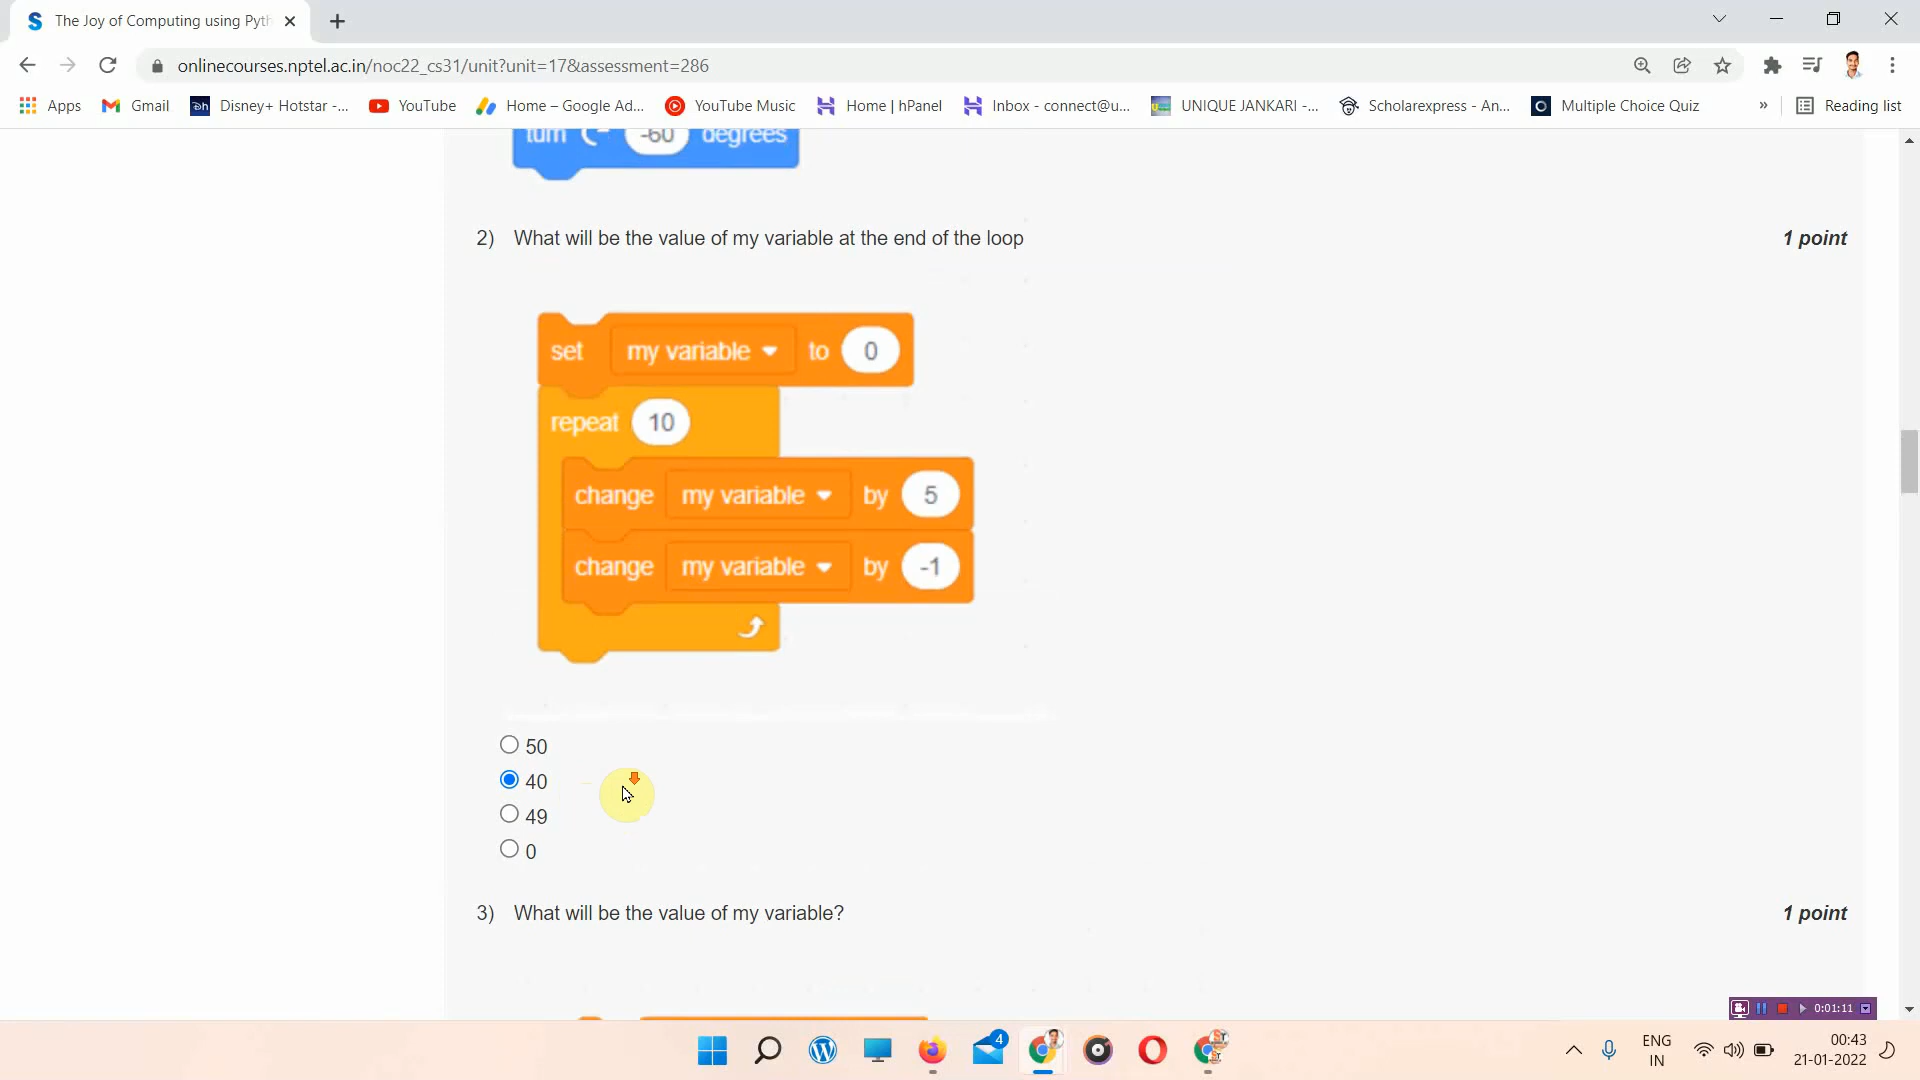 The Joy of Computing using Pyth
onlinecourses.nptel.ac.in/noc22_cs31/unit?unit=17&assessment=286
Apps Gmail Disney+ Hotstar -... YouTube Home – Google Ad... YouTube Music Home | hPanel Inbox - connect@u... UNIQUE JANKARI -... Scholarexpress - An... Multiple Choice Quiz » Reading list
turn -60 degrees
2) What will be the value of my variable at the end of the loop 1 point
set my variable to 0
repeat 10
change my variable by 5
change my variable by -1
50
40
49
0
3) What will be the value of my variable? 1 point
0:01:11
4
ENG
IN
00:43
21-01-2022